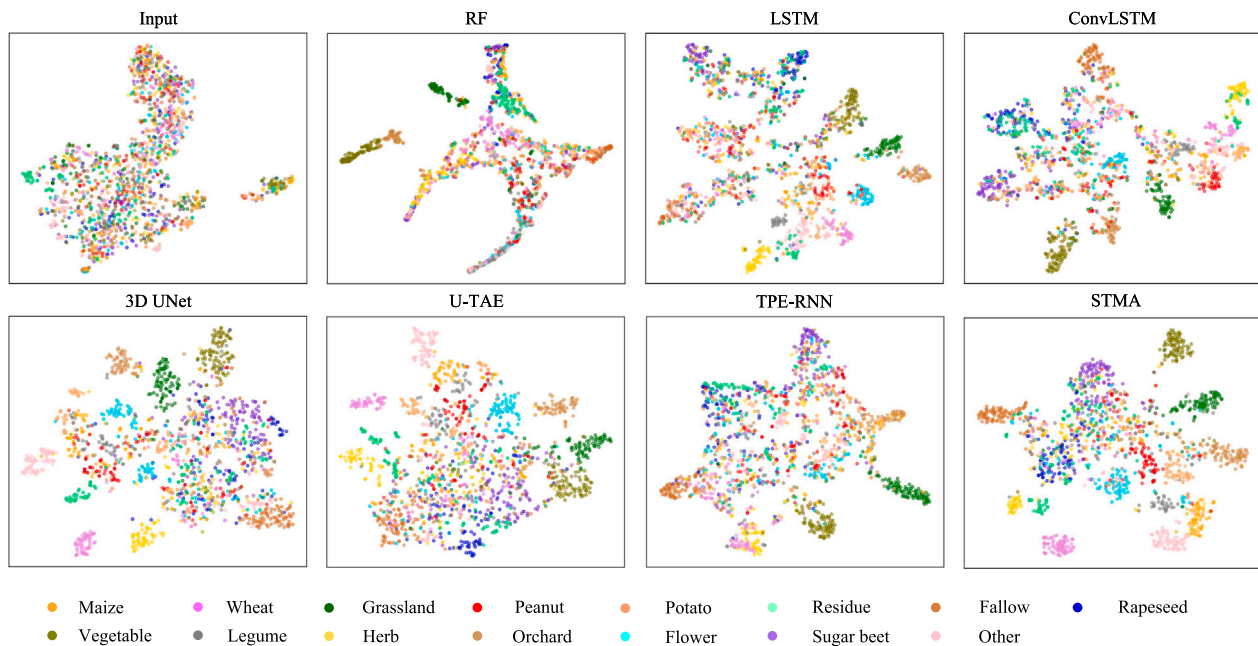 Input RF LSTM ConvLSTM
3D UNet U-TAE TPE-RNN STMA
Maize Wheat Grassland Peanut Potato Residue Fallow Rapeseed
Vegetable Legume Herb Orchard Flower Sugar beet Other